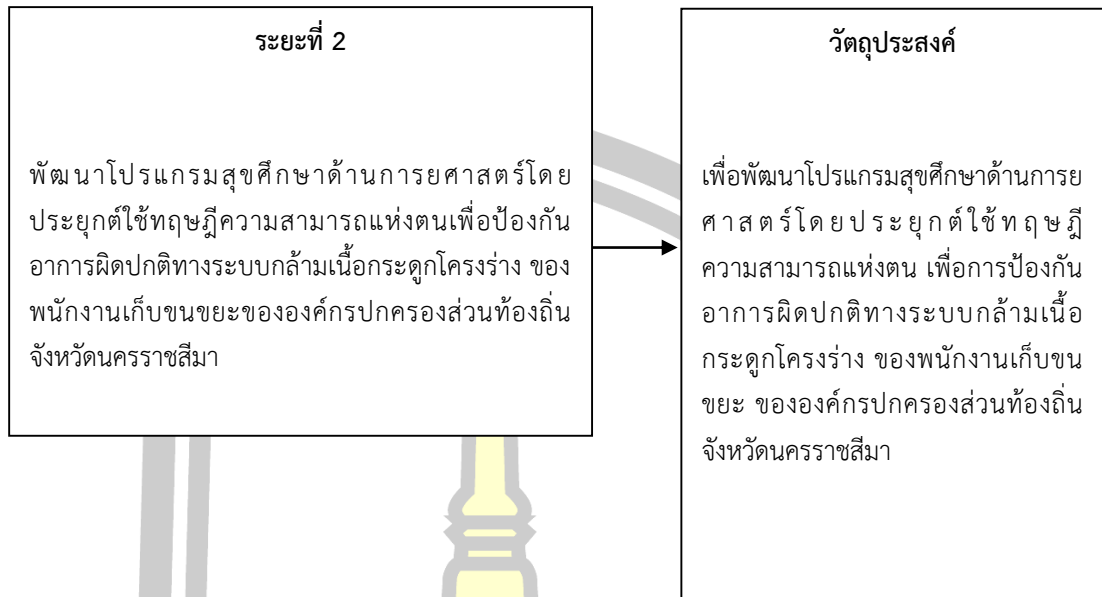 ระยะที่ 2
พัฒนาโปรแกรมสุขศึกษาด้านการยศาสตร์โดย
ประยุกต์ใช้ทฤษฎีความสามารถแห่งตนเพื่อป้องกัน
อาการผิดปกติทางระบบกล้ามเนื้อกระดูกโครงร่าง ของ
พนักงานเก็บขนขยะขององค์กรปกครองส่วนท้องถิ่น
จังหวัดนครราชสีมา
วัตถุประสงค์
เพื่อพัฒนาโปรแกรมสุขศึกษาด้านการย
ศาสตร์โดยประยุกต์ใช้ทฤษฎี
ความสามารถแห่งตน เพื่อการป้องกัน
อาการผิดปกติทางระบบกล้ามเนื้อ
กระดูกโครงร่าง ของพนักงานเก็บขน
ขยะ ขององค์กรปกครองส่วนท้องถิ่น
จังหวัดนครราชสีมา